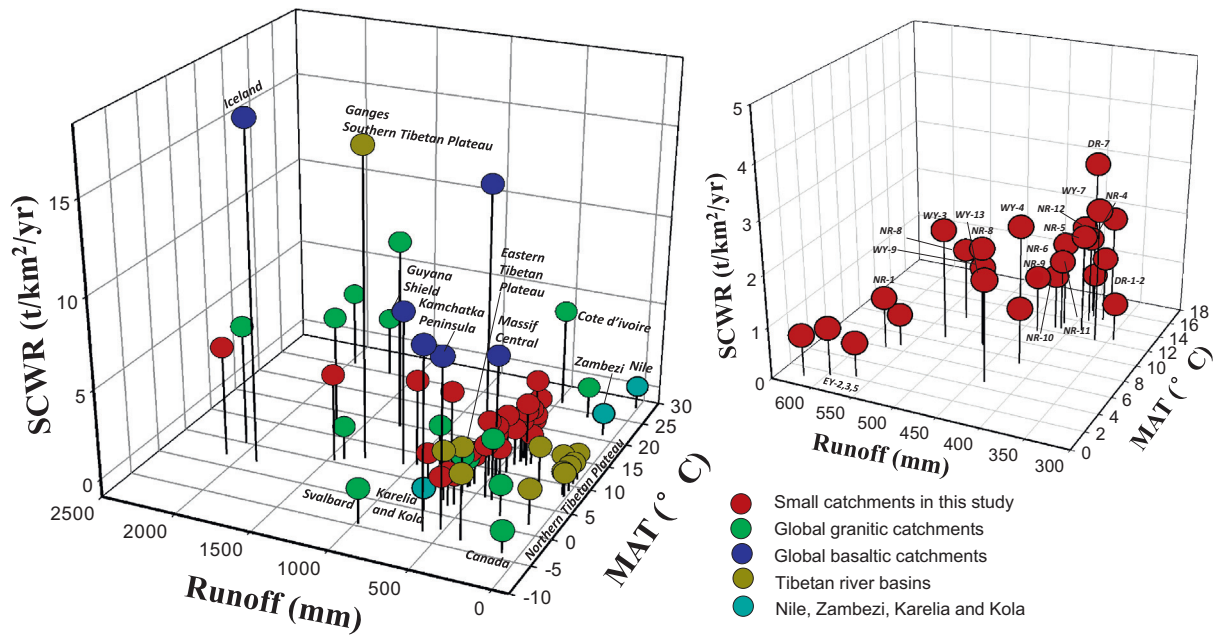 Iceland
Ganges
Southern Tibetan Plateau
Eastern
Tibetan
Plateau
Guyana
Shield
Kamchatka
Peninsula
Massif
Central
Cote d'ivoire
Zambezi
Nile
Svalbard
Karelia
and Kola
Canada
Northern Tibetan Plateau
SCWR (t/km²/yr)
15
10
5
0
2500
2000
1500
1000
500
0
Runoff (mm)
-10
-5
0
5
10
15
20
25
30
MAT (° C)
SCWR (t/km²/yr)
5
4
3
2
1
0
600
550
500
450
400
350
300
Runoff (mm)
0
2
4
6
8
10
12
14
16
18
MAT (° C)
DR-7
WY-7
NR-4
NR-12
WY-3
WY-13
WY-4
NR-5
NR-8
NR-8
NR-6
WY-9
NR-9
NR-1
DR-1-2
NR-10
NR-11
EY-2,3,5
Small catchments in this study
Global granitic catchments
Global basaltic catchments
Tibetan river basins
Nile, Zambezi, Karelia and Kola